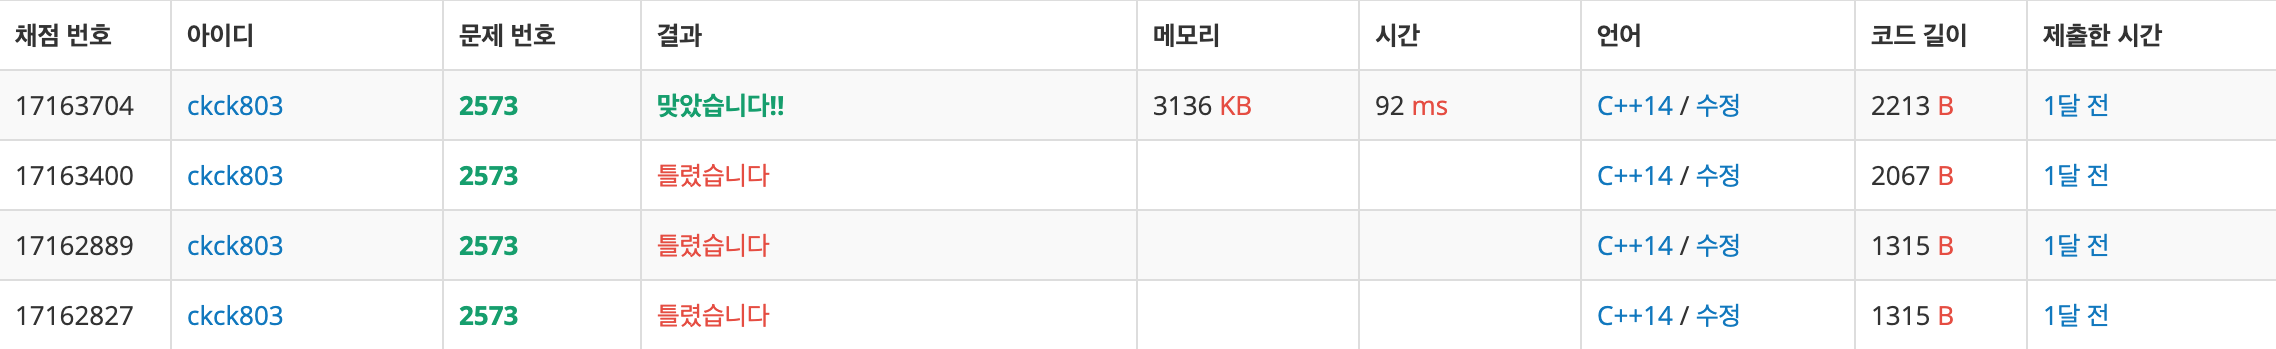 채점 번호 아이디 문제 번호 결과 메모리 시간 언어 코드 길이 제출한 시간
17163704 ckck803 2573 맞았습니다!! 3136 KB 92 ms C++14 / 수정 2213 B 1달 전
17163400 ckck803 2573 틀렸습니다 C++14 / 수정 2067 B 1달 전
17162889 ckck803 2573 틀렸습니다 C++14 / 수정 1315 B 1달 전
17162827 ckck803 2573 틀렸습니다 C++14 / 수정 1315 B 1달 전